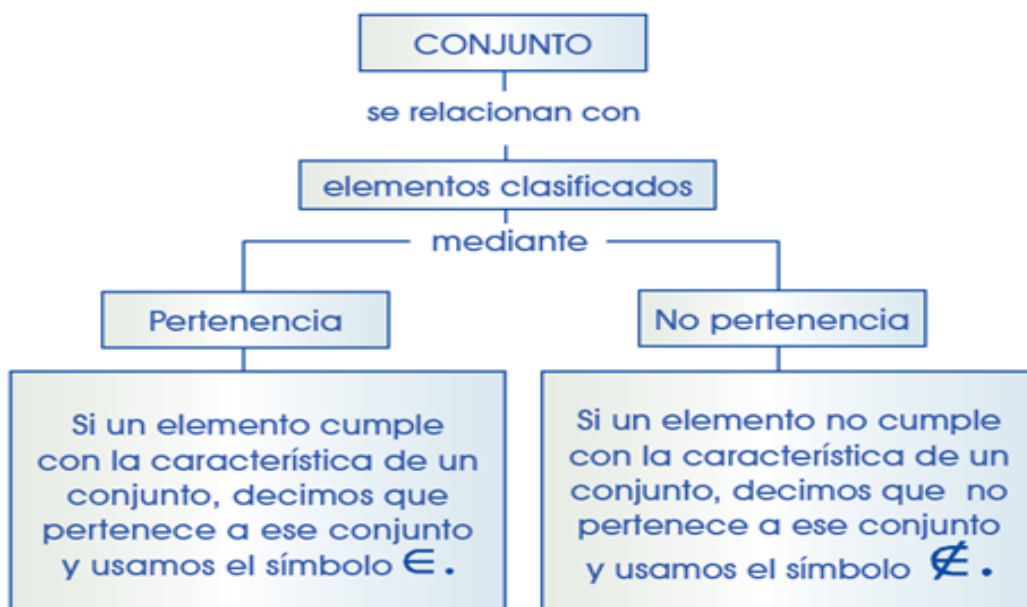 CONJUNTO
se relacionan con
elementos clasificados
mediante
Pertenencia
Si un elemento cumple
con la característica de un
conjunto, decimos que
pertenece a ese conjunto
y usamos el símbolo ∈.
No pertenencia
Si un elemento no cumple
con la característica de un
conjunto, decimos que no
pertenece a ese conjunto
y usamos el símbolo ∉.